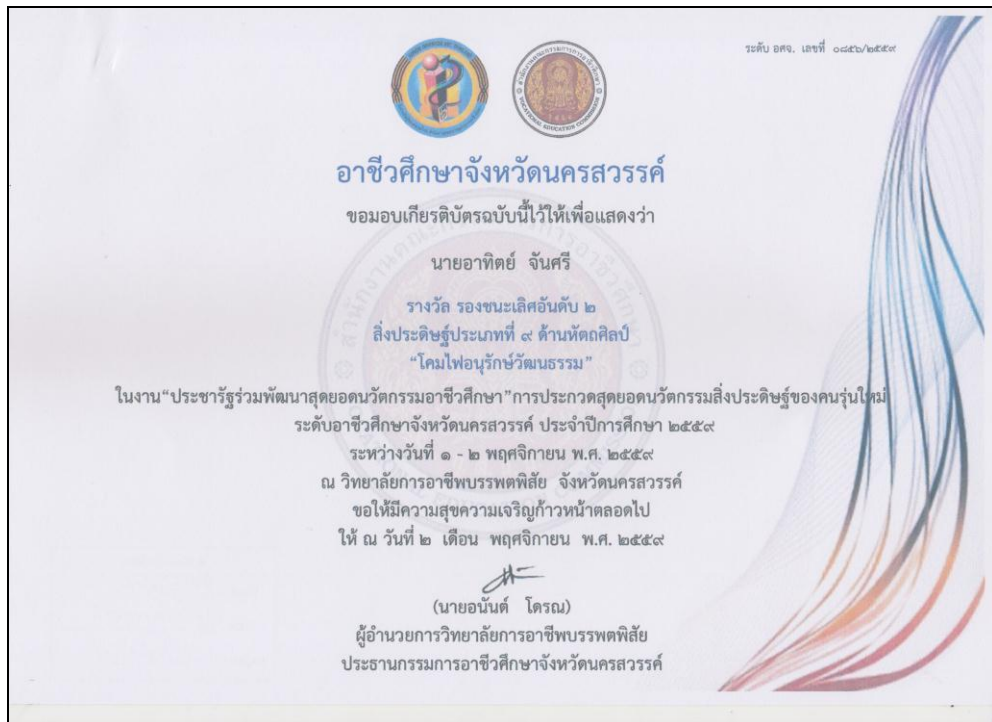 ระดับ อศจ. เลขที่ ๐๘๕๖/๒๕๕๙
อาชีวศึกษาจังหวัดนครสวรรค์
ขอมอบเกียรติบัตรฉบับนี้ไว้ให้เพื่อแสดงว่า
นายอาทิตย์ จันศรี
รางวัล รองชนะเลิศอันดับ ๒
สิ่งประดิษฐ์ประเภทที่ ๙ ด้านหัตถศิลป์
“โคมไฟอนุรักษ์วัฒนธรรม”
ในงาน“ประชารัฐร่วมพัฒนาสุดยอดนวัตกรรมอาชีวศึกษา”การประกวดสุดยอดนวัตกรรมสิ่งประดิษฐ์ของคนรุ่นใหม่
ระดับอาชีวศึกษาจังหวัดนครสวรรค์ ประจำปีการศึกษา ๒๕๕๙
ระหว่างวันที่ ๑ - ๒ พฤศจิกายน พ.ศ. ๒๕๕๙
ณ วิทยาลัยการอาชีพบรรพตพิสัย จังหวัดนครสวรรค์
ขอให้มีความสุขความเจริญก้าวหน้าตลอดไป
ให้ ณ วันที่ ๒ เดือน พฤศจิกายน พ.ศ. ๒๕๕๙
(นายอนันต์ โดรณ)
ผู้อำนวยการวิทยาลัยการอาชีพบรรพตพิสัย
ประธานกรรมการอาชีวศึกษาจังหวัดนครสวรรค์